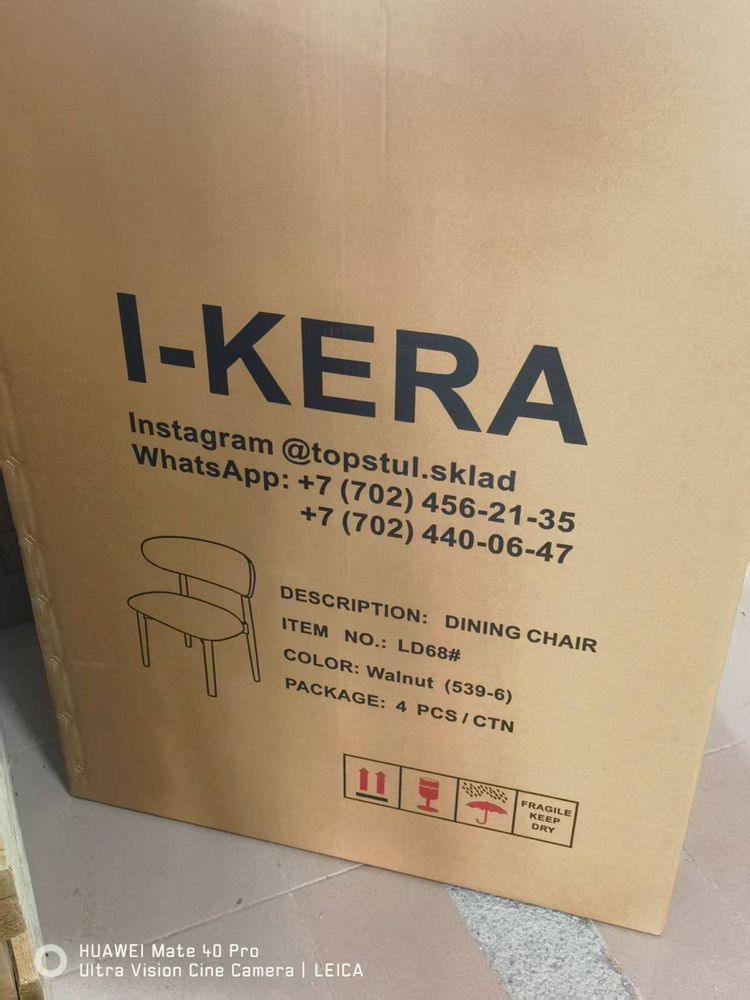 I-KERA
Instagram @topstul.sklad
WhatsApp: +7 (702) 456-21-35
+7 (702) 440-06-47
DESCRIPTION: DINING CHAIR
ITEM NO.: LD68#
COLOR: Walnut (539-6)
PACKAGE: 4 PCS/CTN
FRAGILE
KEEP
DRY
HUAWEI Mate 40 Pro
Ultra Vision Cine Camera | LEICA